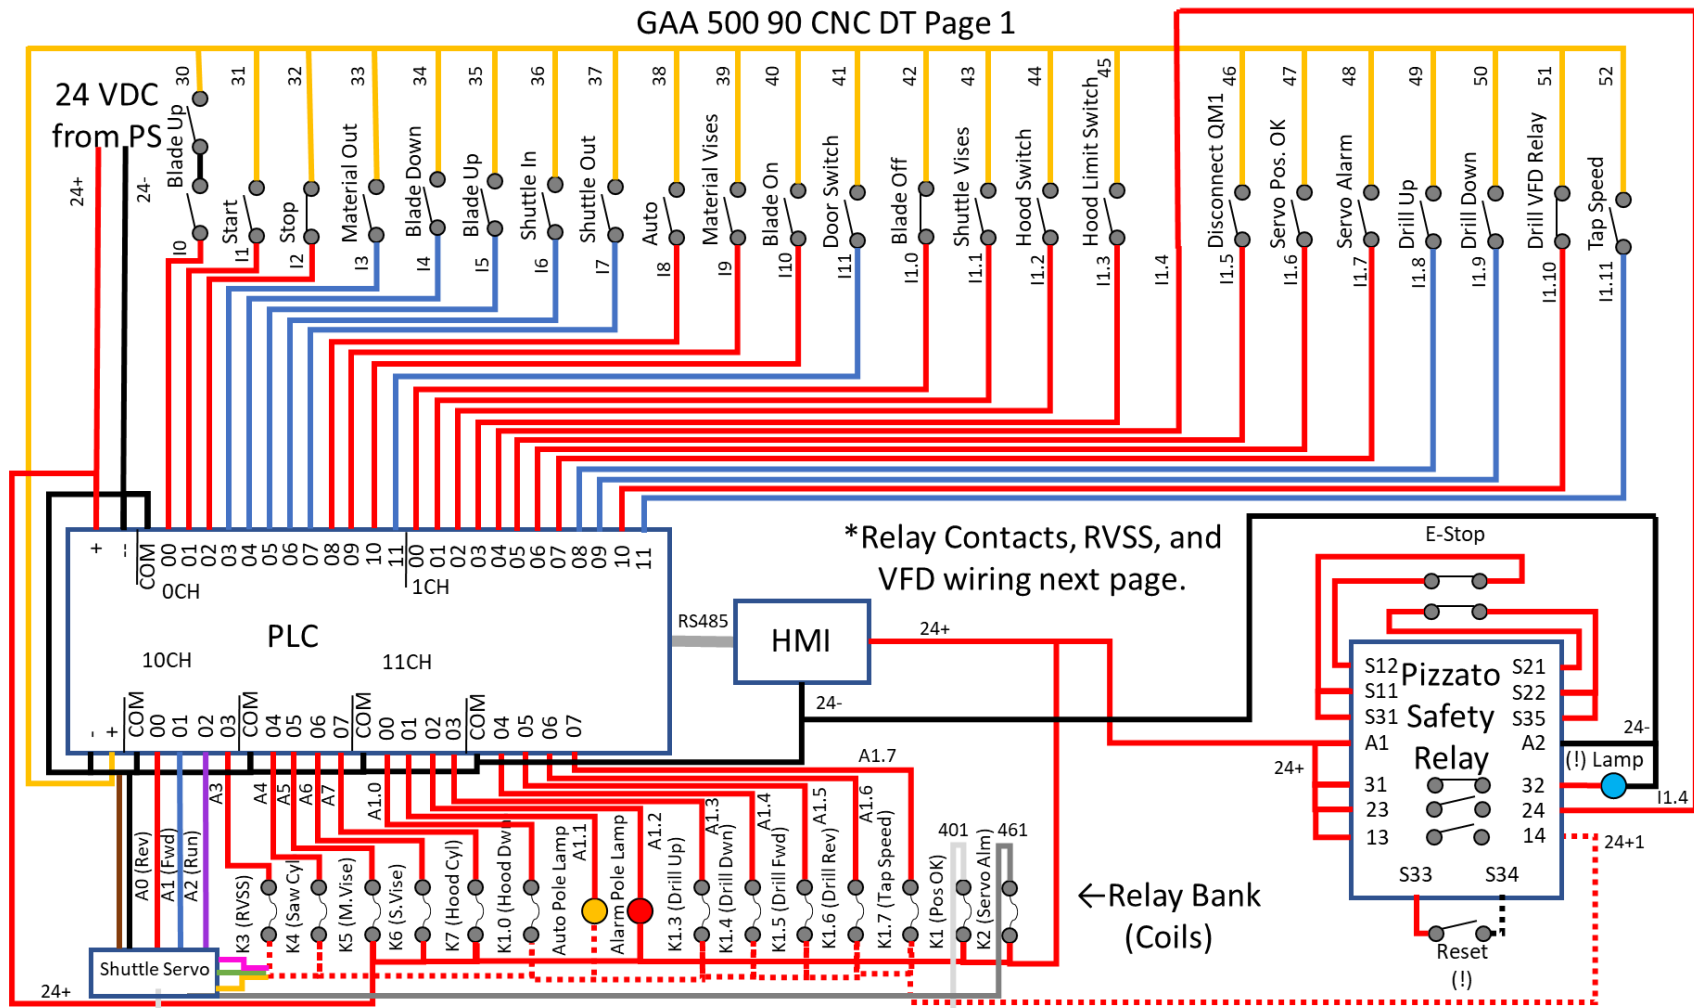 GAA 500 90 CNC DT Page 1
24 VDC
from PS
24+
24-
30
31
32
33
34
35
36
37
38
39
40
41
42
43
44
45
46
47
48
49
50
51
52
Blade Up
Start
Stop
Material Out
Blade Down
Blade Up
Shuttle In
Shuttle Out
Auto
Material Vises
Blade On
Door Switch
Blade Off
Shuttle Vises
Hood Switch
Hood Limit Switch
Disconnect QM1
Servo Pos. OK
Servo Alarm
Drill Up
Drill Down
Drill VFD Relay
Tap Speed
I0
I1
I2
I3
I4
I5
I6
I7
I8
I9
I10
I11
I1.0
I1.1
I1.2
I1.3
I1.4
I1.5
I1.6
I1.7
I1.8
I1.9
I1.10
I1.11
+
--
COM
00
01
02
03
04
05
06
07
08
09
10
11
00
01
02
03
04
05
06
07
08
09
10
11
0CH
1CH
PLC
10CH
11CH
-
+
COM
00
01
02
03
COM
04
05
06
07
COM
00
01
02
03
COM
04
05
06
07
*Relay Contacts, RVSS, and
VFD wiring next page.
RS485
HMI
24+
24-
E-Stop
Pizzato
Safety
Relay
S12
S11
S31
A1
31
23
13
S21
S22
S35
A2
32
24
14
S33
S34
24+
24-
(!) Lamp
I1.4
24+1
Reset
(!)
A0 (Rev)
A1 (Fwd)
A2 (Run)
A3
A4
A5
A6
A7
A1.0
A1.1
A1.2
A1.3
A1.4
A1.5
A1.6
A1.7
K3 (RVSS)
K4 (Saw Cyl
K5 (M.Vise)
K6 (S.Vise)
K7 (Hood Cyl)
K1.0 (Hood Dwn
Auto Pole Lamp
Alarm Pole Lamp
K1.3 (Drill Up)
K1.4 (Drill Dwn)
K1.5 (Drill Fwd)
K1.6 (Drill Rev)
K1.7 (Tap Speed)
K1 (Pos OK)
K2 (Servo Alm)
401
461
←Relay Bank
(Coils)
Shuttle Servo
24+